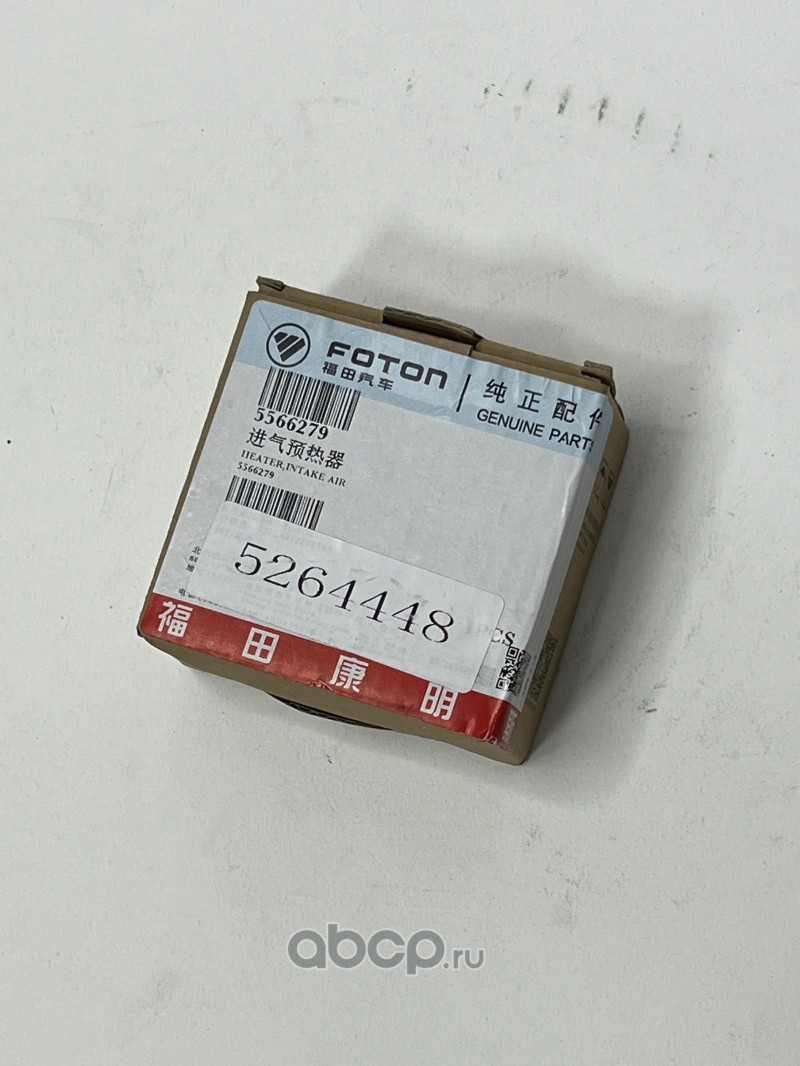 FOTON
福田汽车
纯正配件
GENUINE PARTS
5566279
进气预热器
HEATER,INTAKE AIR
5566279
5264448
PCS
福田康明
abcp.ru